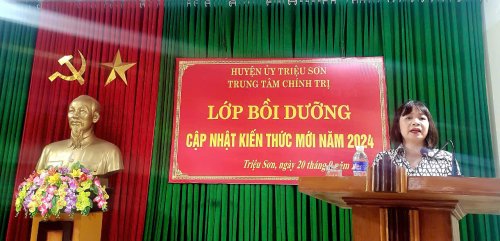 HUYỆN ỦY TRIỆU SƠN
TRUNG TÂM CHÍNH TRỊ
LỚP BỒI DƯỠNG
CẬP NHẬT KIẾN THỨC MỚI NĂM 2024
Triệu Sơn, ngày 20 tháng